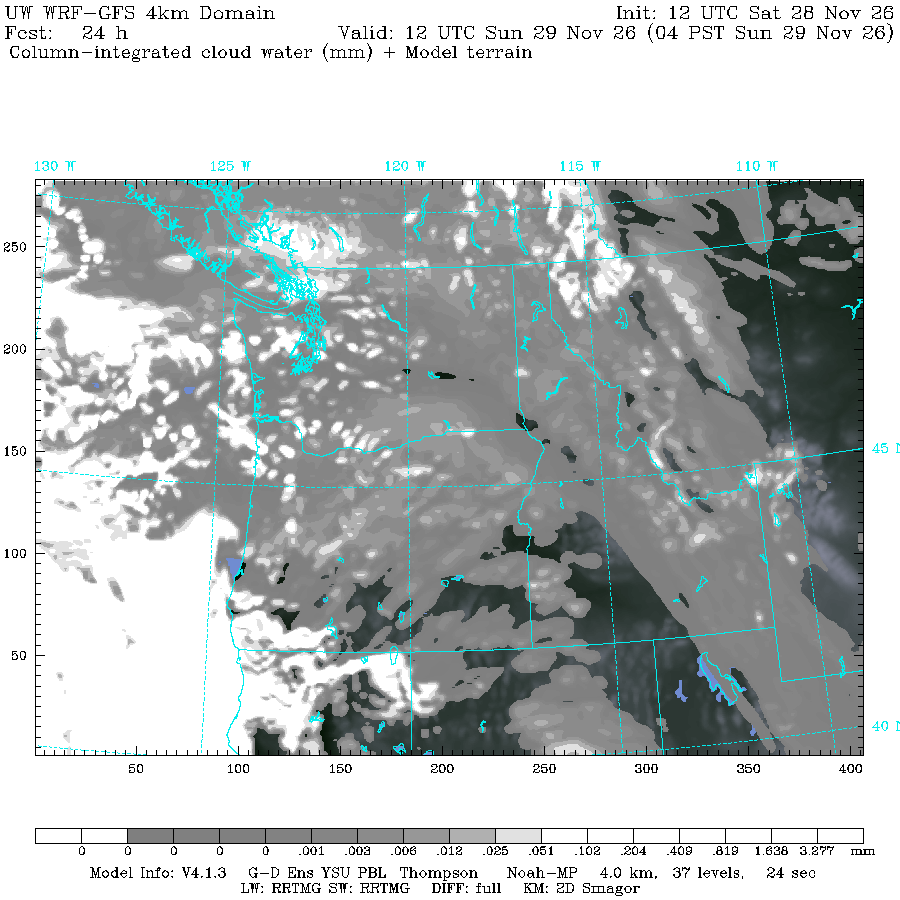 UW WRF-GFS 4km Domain Init: 12 UTC Sat 28 Nov 26
Fcst: 24 h Valid: 12 UTC Sun 29 Nov 26 (04 PST Sun 29 Nov 26)
Column-integrated cloud water (mm) + Model terrain
130 W 125 W 120 W 115 W 110 W
250
200
150
45 N
100
50
40 N
50 100 150 200 250 300 350 400
0 0 0 0 0 .001 .003 .006 .012 .025 .051 .102 .204 .409 .819 1.638 3.277 mm
Model Info: V4.1.3 G-D Ens YSU PBL Thompson Noah-MP 4.0 km, 37 levels, 24 sec
LW: RRTMG SW: RRTMG DIFF: full KM: 2D Smagor